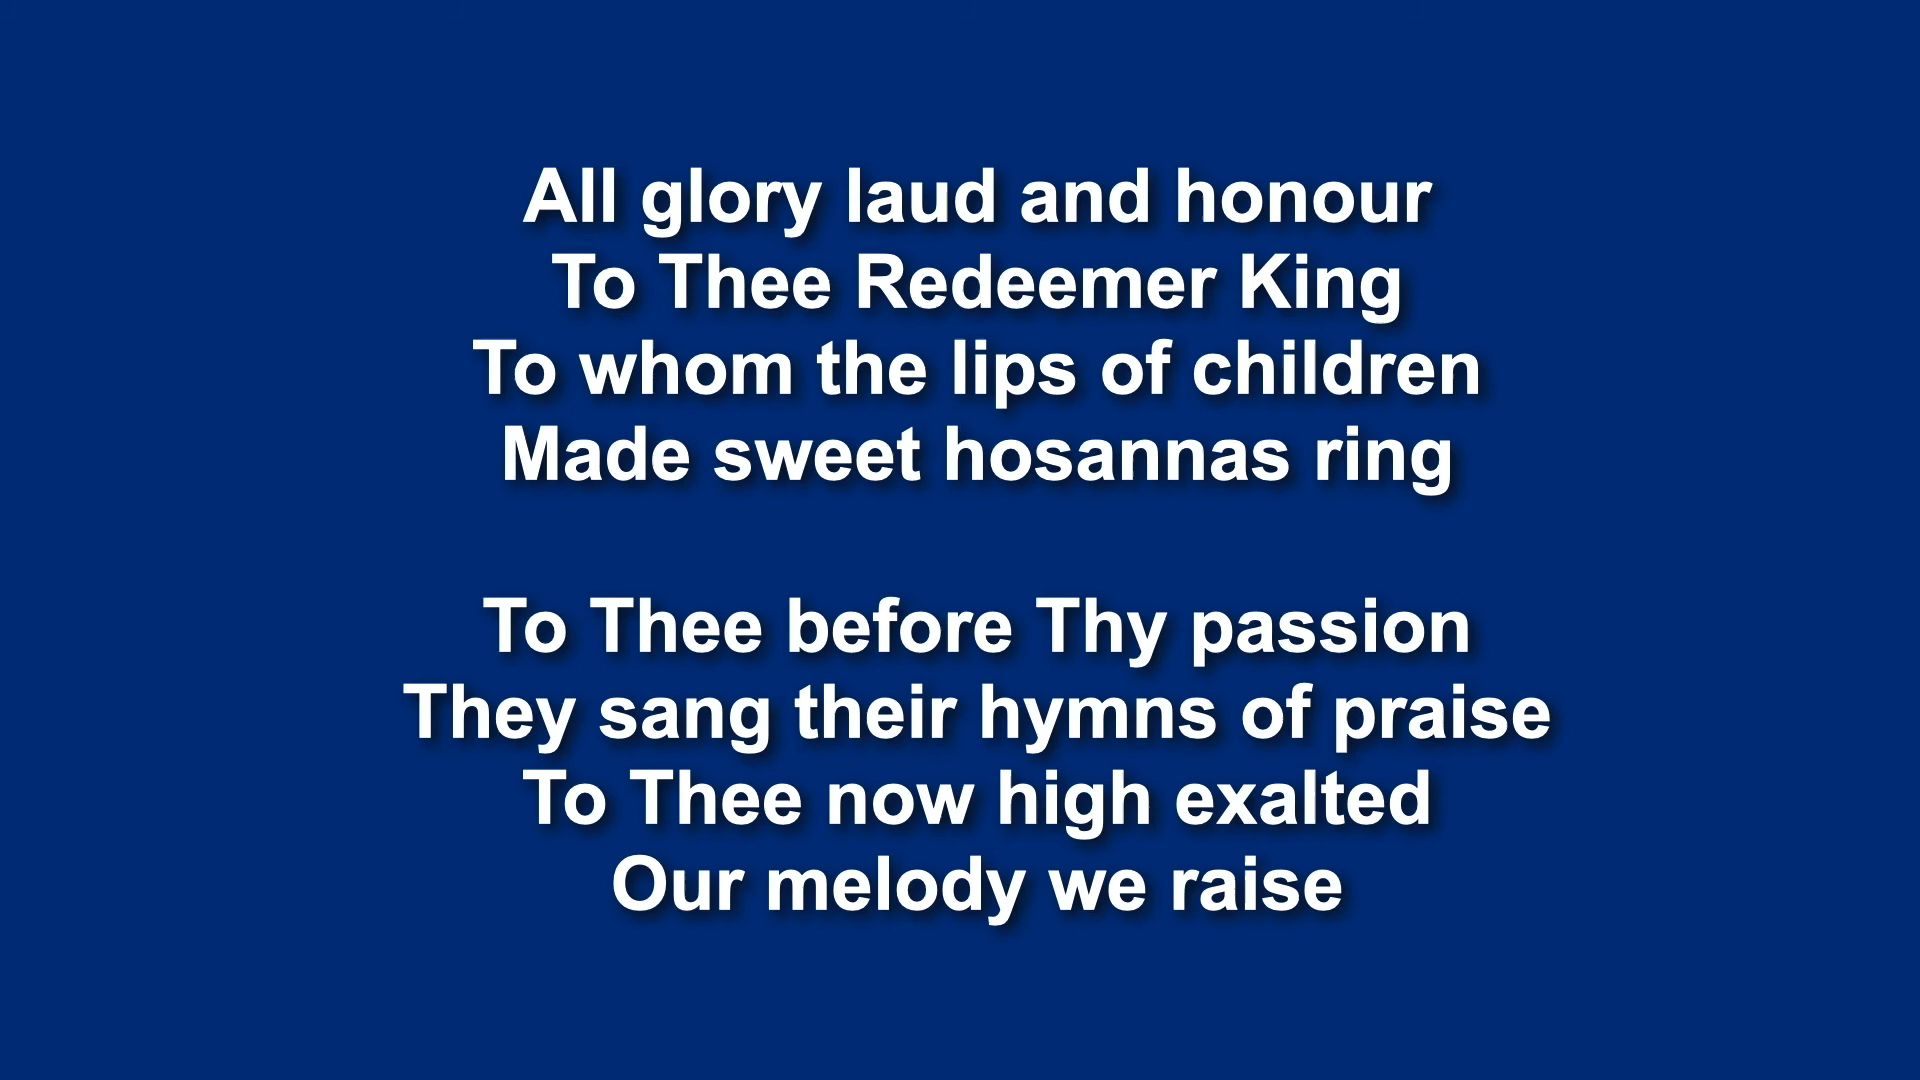 All glory laud and honour
To Thee Redeemer King
To whom the lips of children
Made sweet hosannas ring
To Thee before Thy passion
They sang their hymns of praise
To Thee now high exalted
Our melody we raise